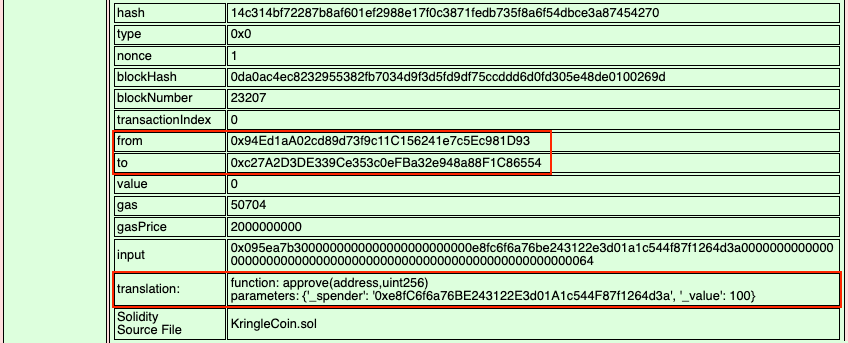 hash 14c314bf72287b8af601ef2988e17f0c3871fedb735f8a6f54dbce3a87454270
type 0x0
nonce 1
blockHash 0da0ac4ec8232955382fb7034d9f3d5fd9df75ccddd6d0fd305e48de0100269d
blockNumber 23207
transactionIndex 0
from 0x94Ed1aA02cd89d73f9c11C156241e7c5Ec981D93
to 0xc27A2D3DE339Ce353c0eFBa32e948a88F1C86554
value 0
gas 50704
gasPrice 2000000000
input 0x095ea7b3000000000000000000000000e8fc6f6a76be243122e3d01a1c544f87f1264d3a0000000000000
000000000000000000000000000000000000000000000000064
translation: function: approve(address,uint256)
parameters: {'_spender': '0xe8fC6f6a76BE243122E3d01A1c544F87f1264d3a', '_value': 100}
Solidity
Source File KringleCoin.sol